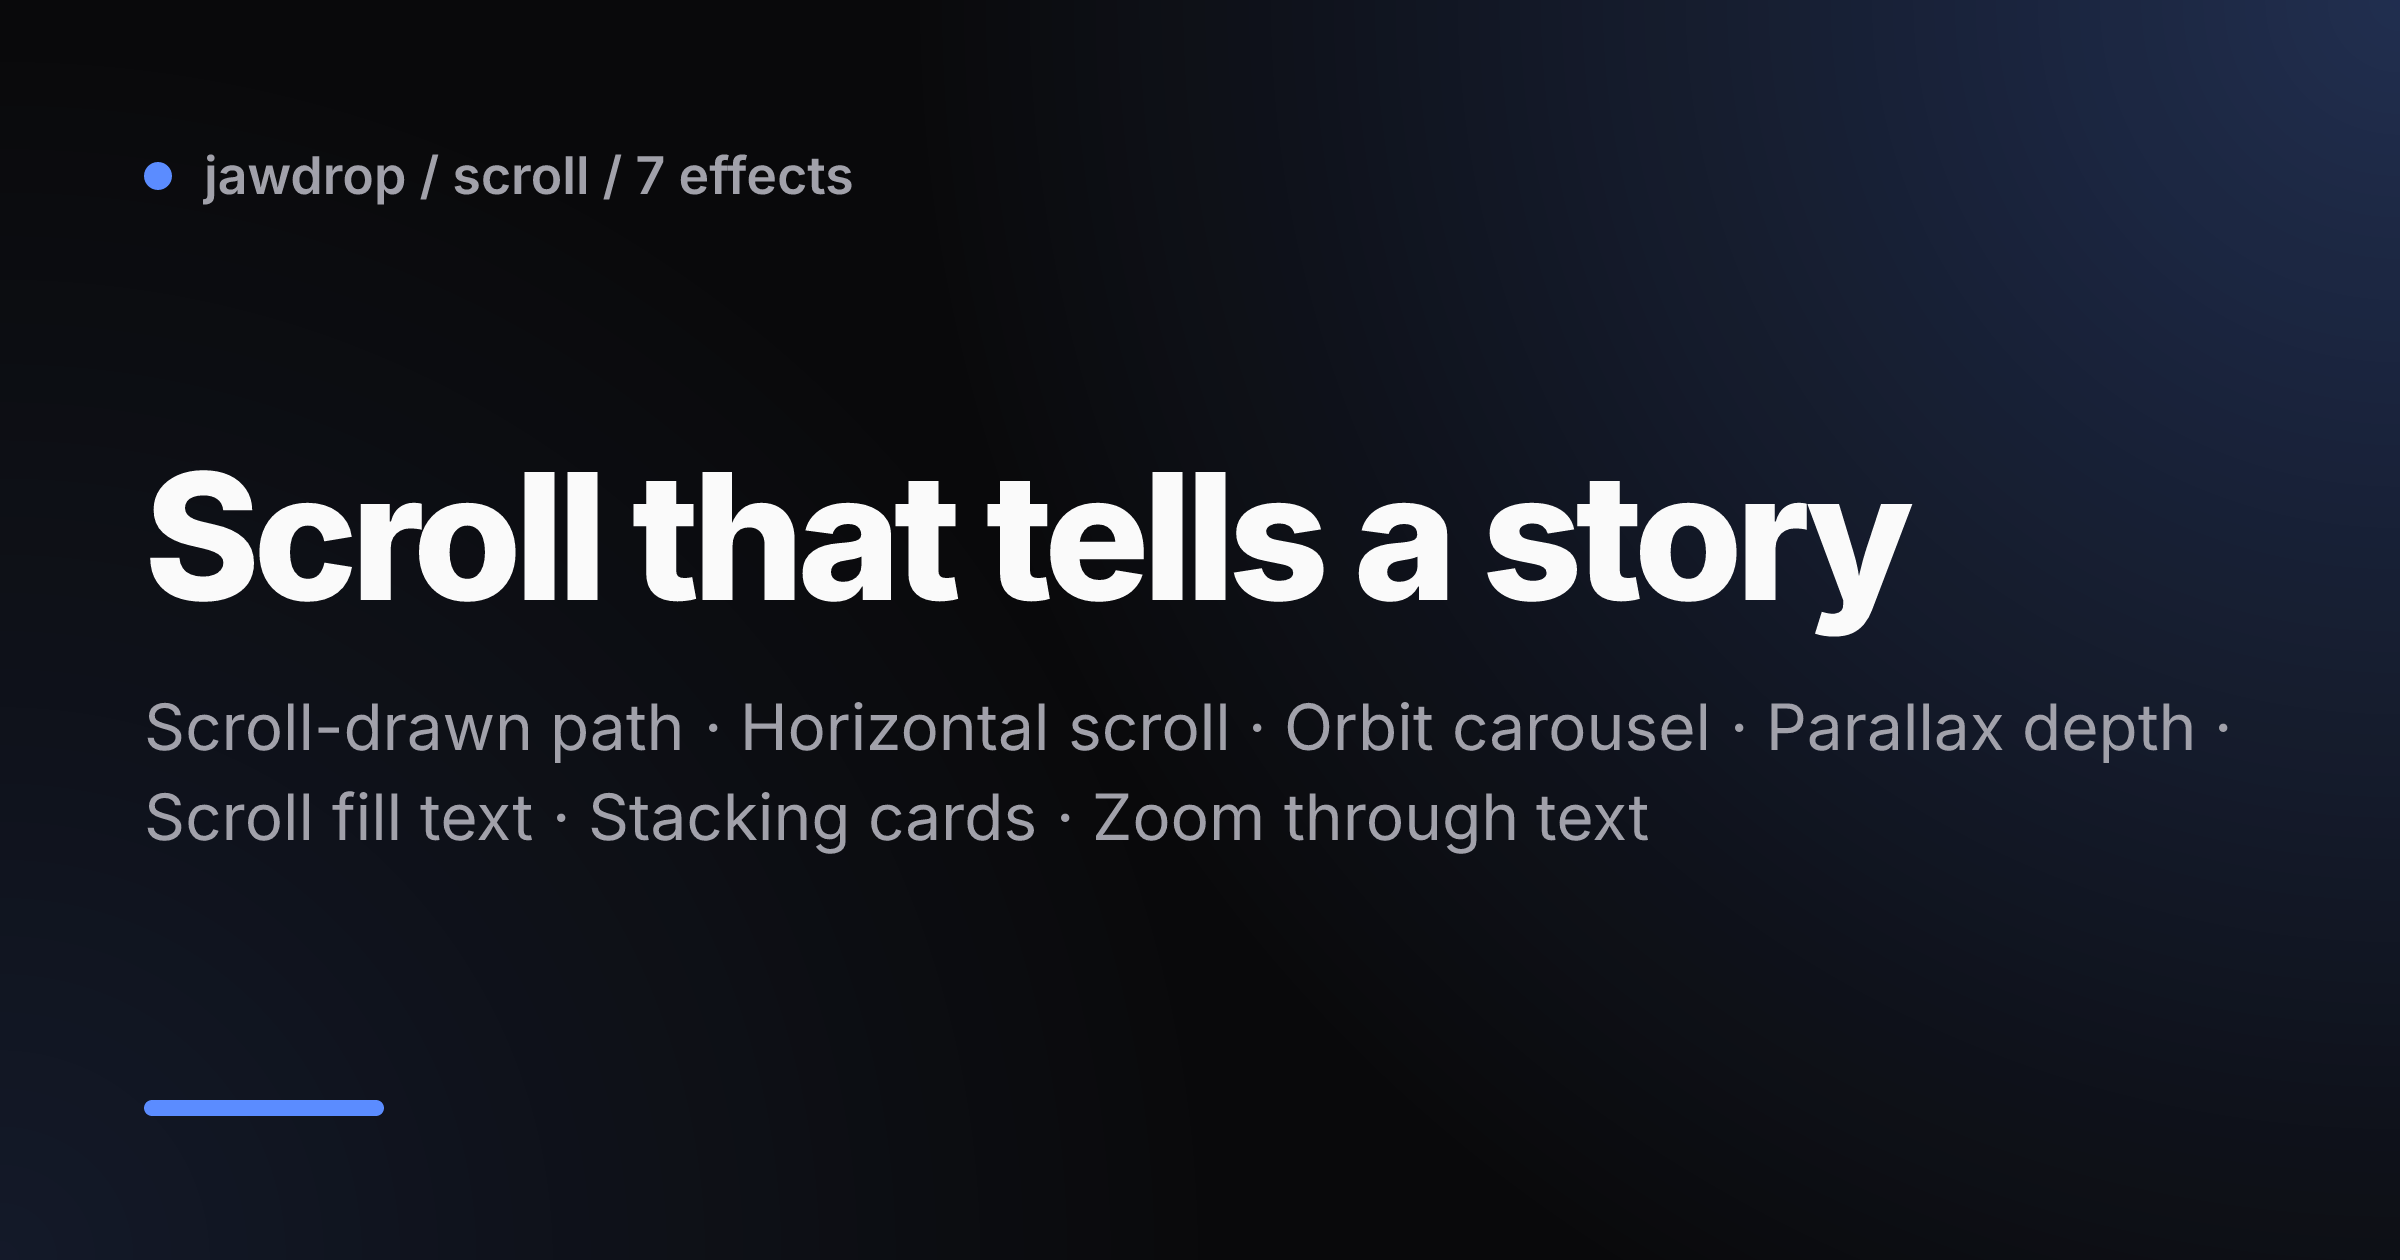 jawdrop / scroll / 7 effects
Scroll that tells a story
Scroll-drawn path · Horizontal scroll · Orbit carousel · Parallax depth ·
Scroll fill text · Stacking cards · Zoom through text